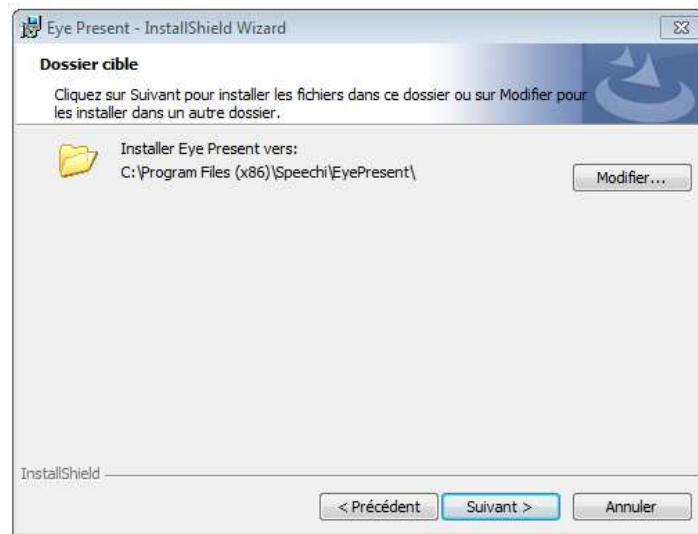 Eye Present - InstallShield Wizard
Dossier cible
Cliquez sur Suivant pour installer les fichiers dans ce dossier ou sur Modifier pour
les installer dans un autre dossier.
Installer Eye Present vers:
C:\Program Files (x86)\Speechi\EyePresent\
Modifier...
InstallShield
< Précédent
Suivant >
Annuler